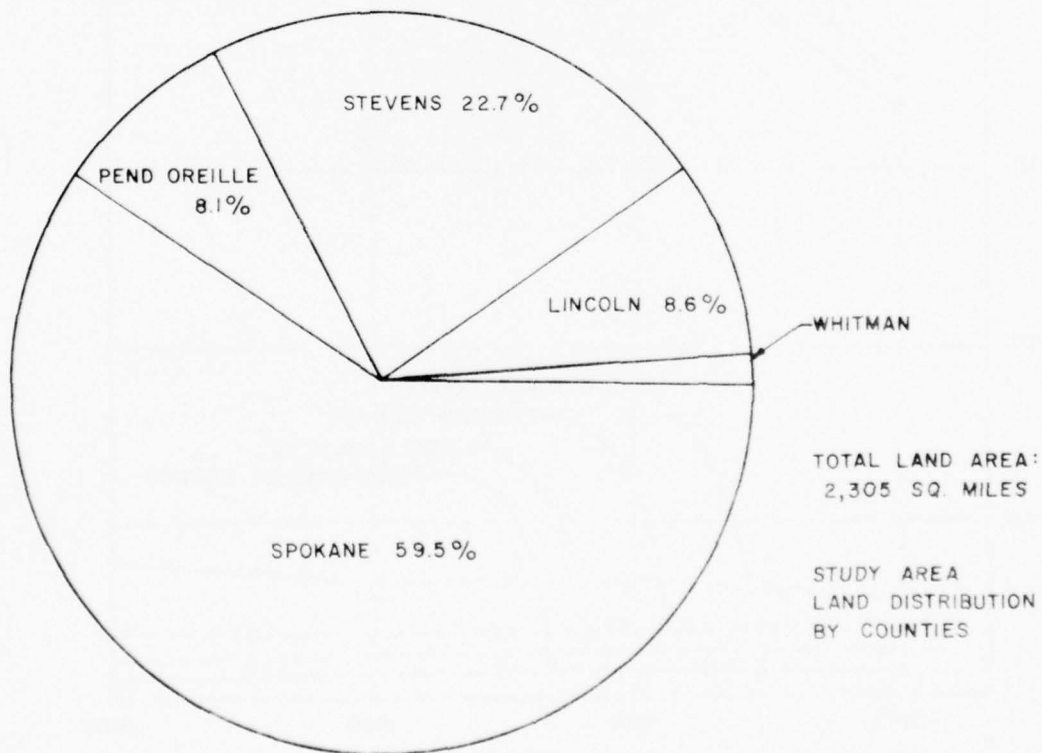 STEVENS 22.7%
PEND OREILLE
8.1%
LINCOLN 8.6%
WHITMAN
SPOKANE 59.5%
TOTAL LAND AREA:
2,305 SQ. MILES
STUDY AREA
LAND DISTRIBUTION
BY COUNTIES